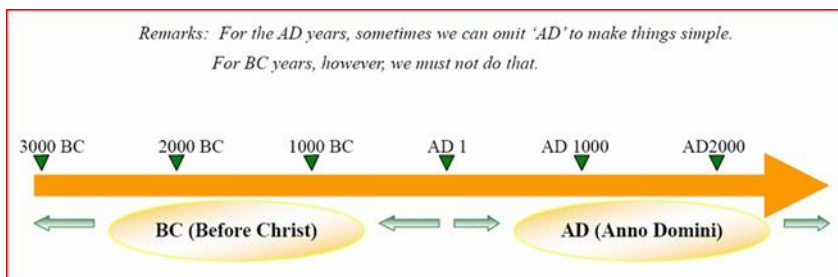 Remarks: For the AD years, sometimes we can omit ‘AD’ to make things simple.
For BC years, however, we must not do that.
3000 BC 2000 BC 1000 BC AD 1 AD 1000 AD2000
BC (Before Christ) AD (Anno Domini)